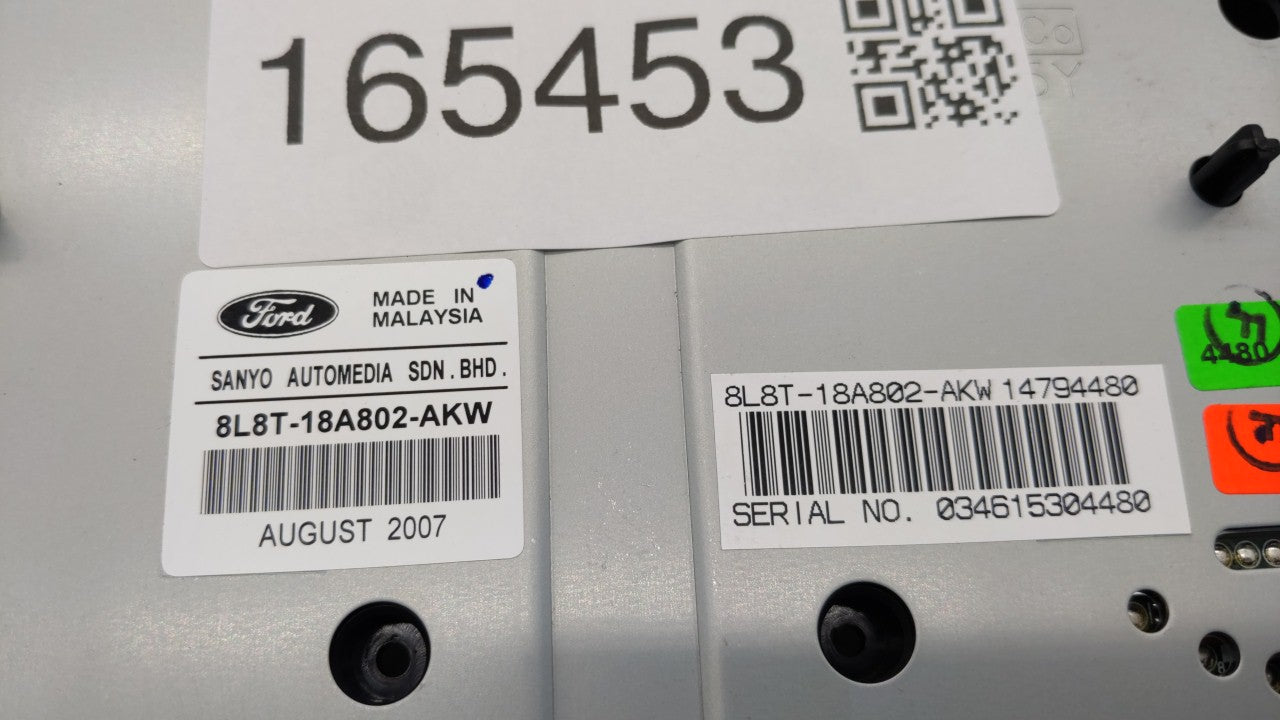 165453
Ford
MADE IN
MALAYSIA
SANYO AUTOMEDIA SDN.BHD.
8L8T-18A802-AKW
AUGUST 2007
8L8T-18A802-AKW 14794480
SERIAL NO. 034615304480
4480